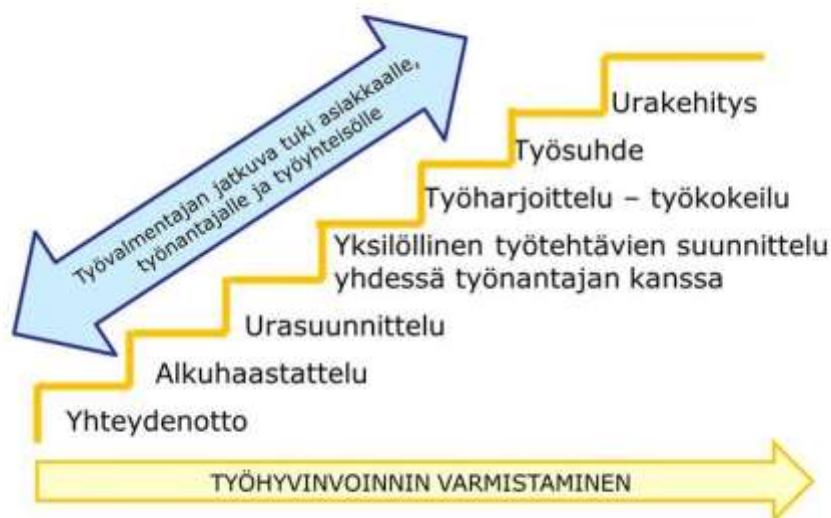 Työvalmentajan jatkuva tuki asiakkaalle,
työnantajalle ja työyhteisölle
Urakehitys
Työsuhde
Työharjoittelu – työkokeilu
Yksilöllinen työtehtävien suunnittelu
yhdessä työnantajan kanssa
Urasuunnittelu
Alkuhaastattelu
Yhteydenotto
TYÖHYVINVOINNIN VARMISTAMINEN